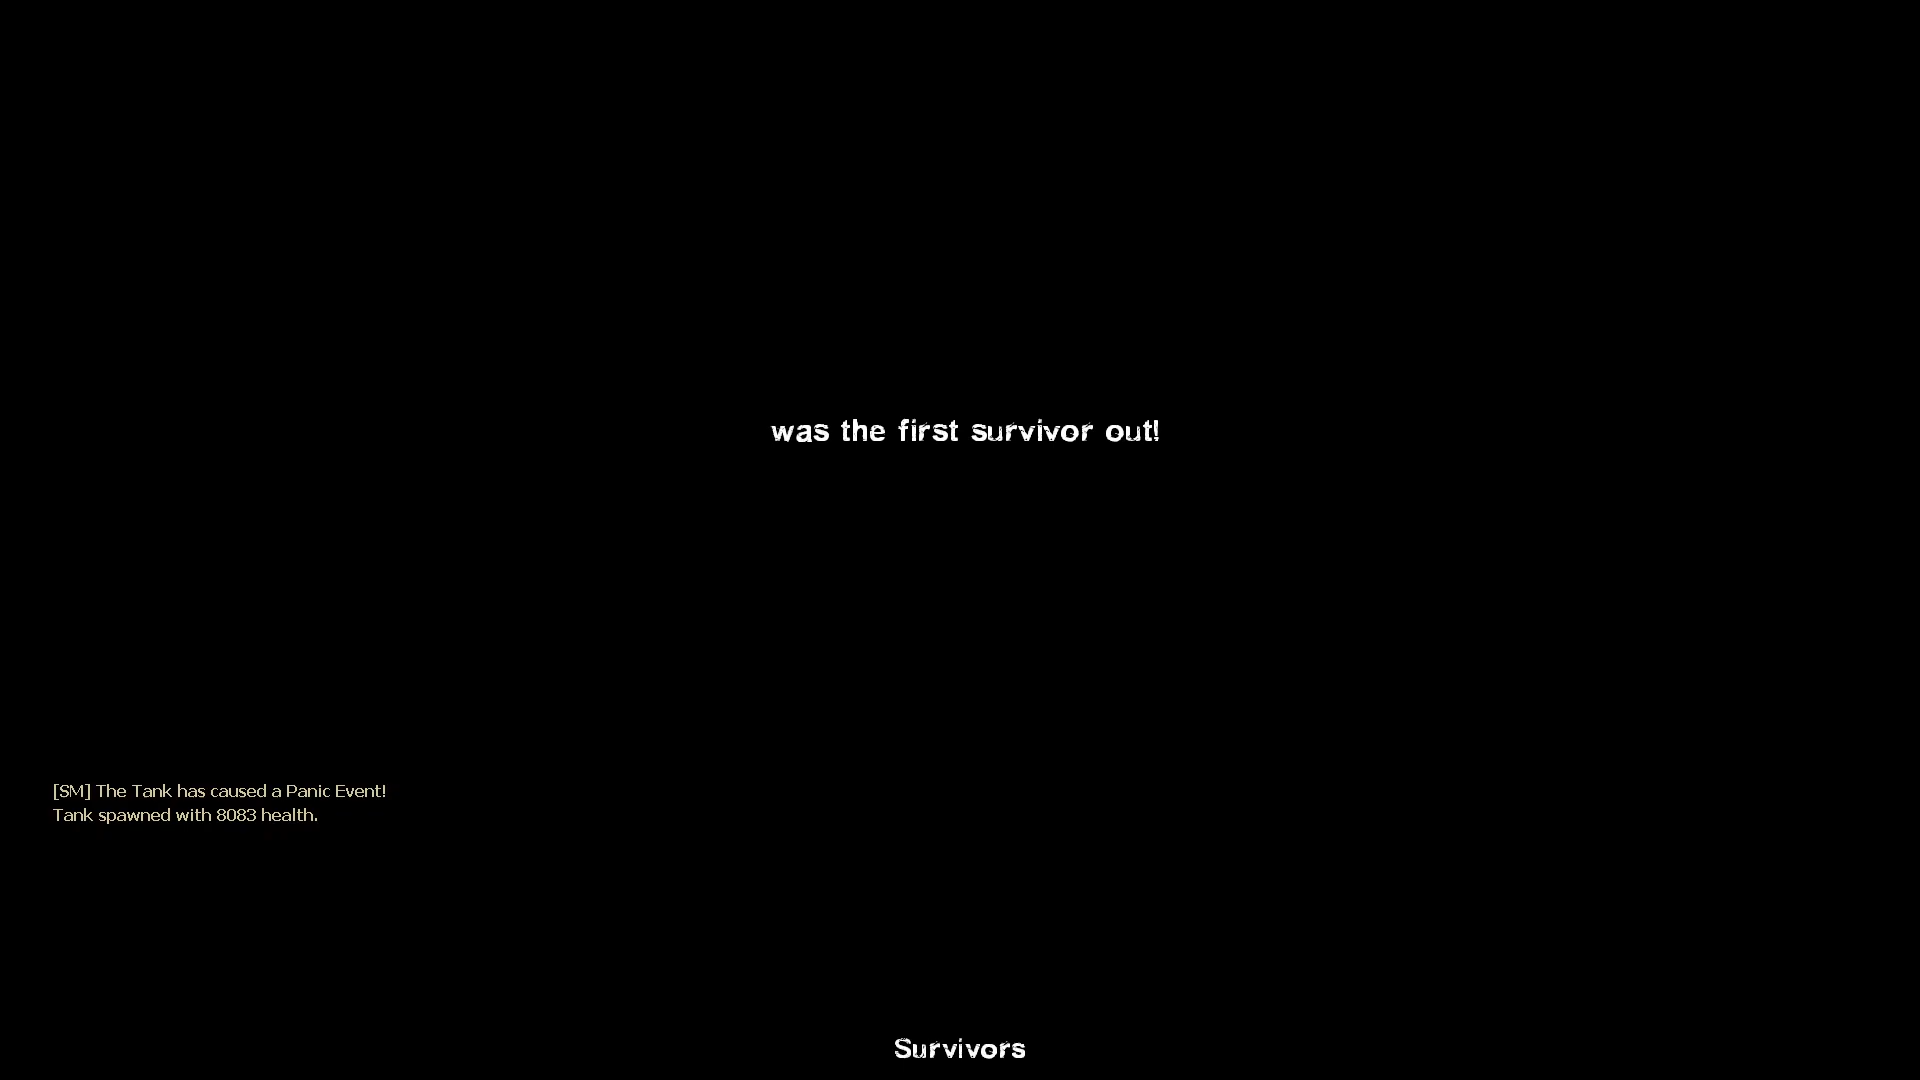 was the first survivor out!
[SM] The Tank has caused a Panic Event!
Tank spawned with 8083 health.
Survivors